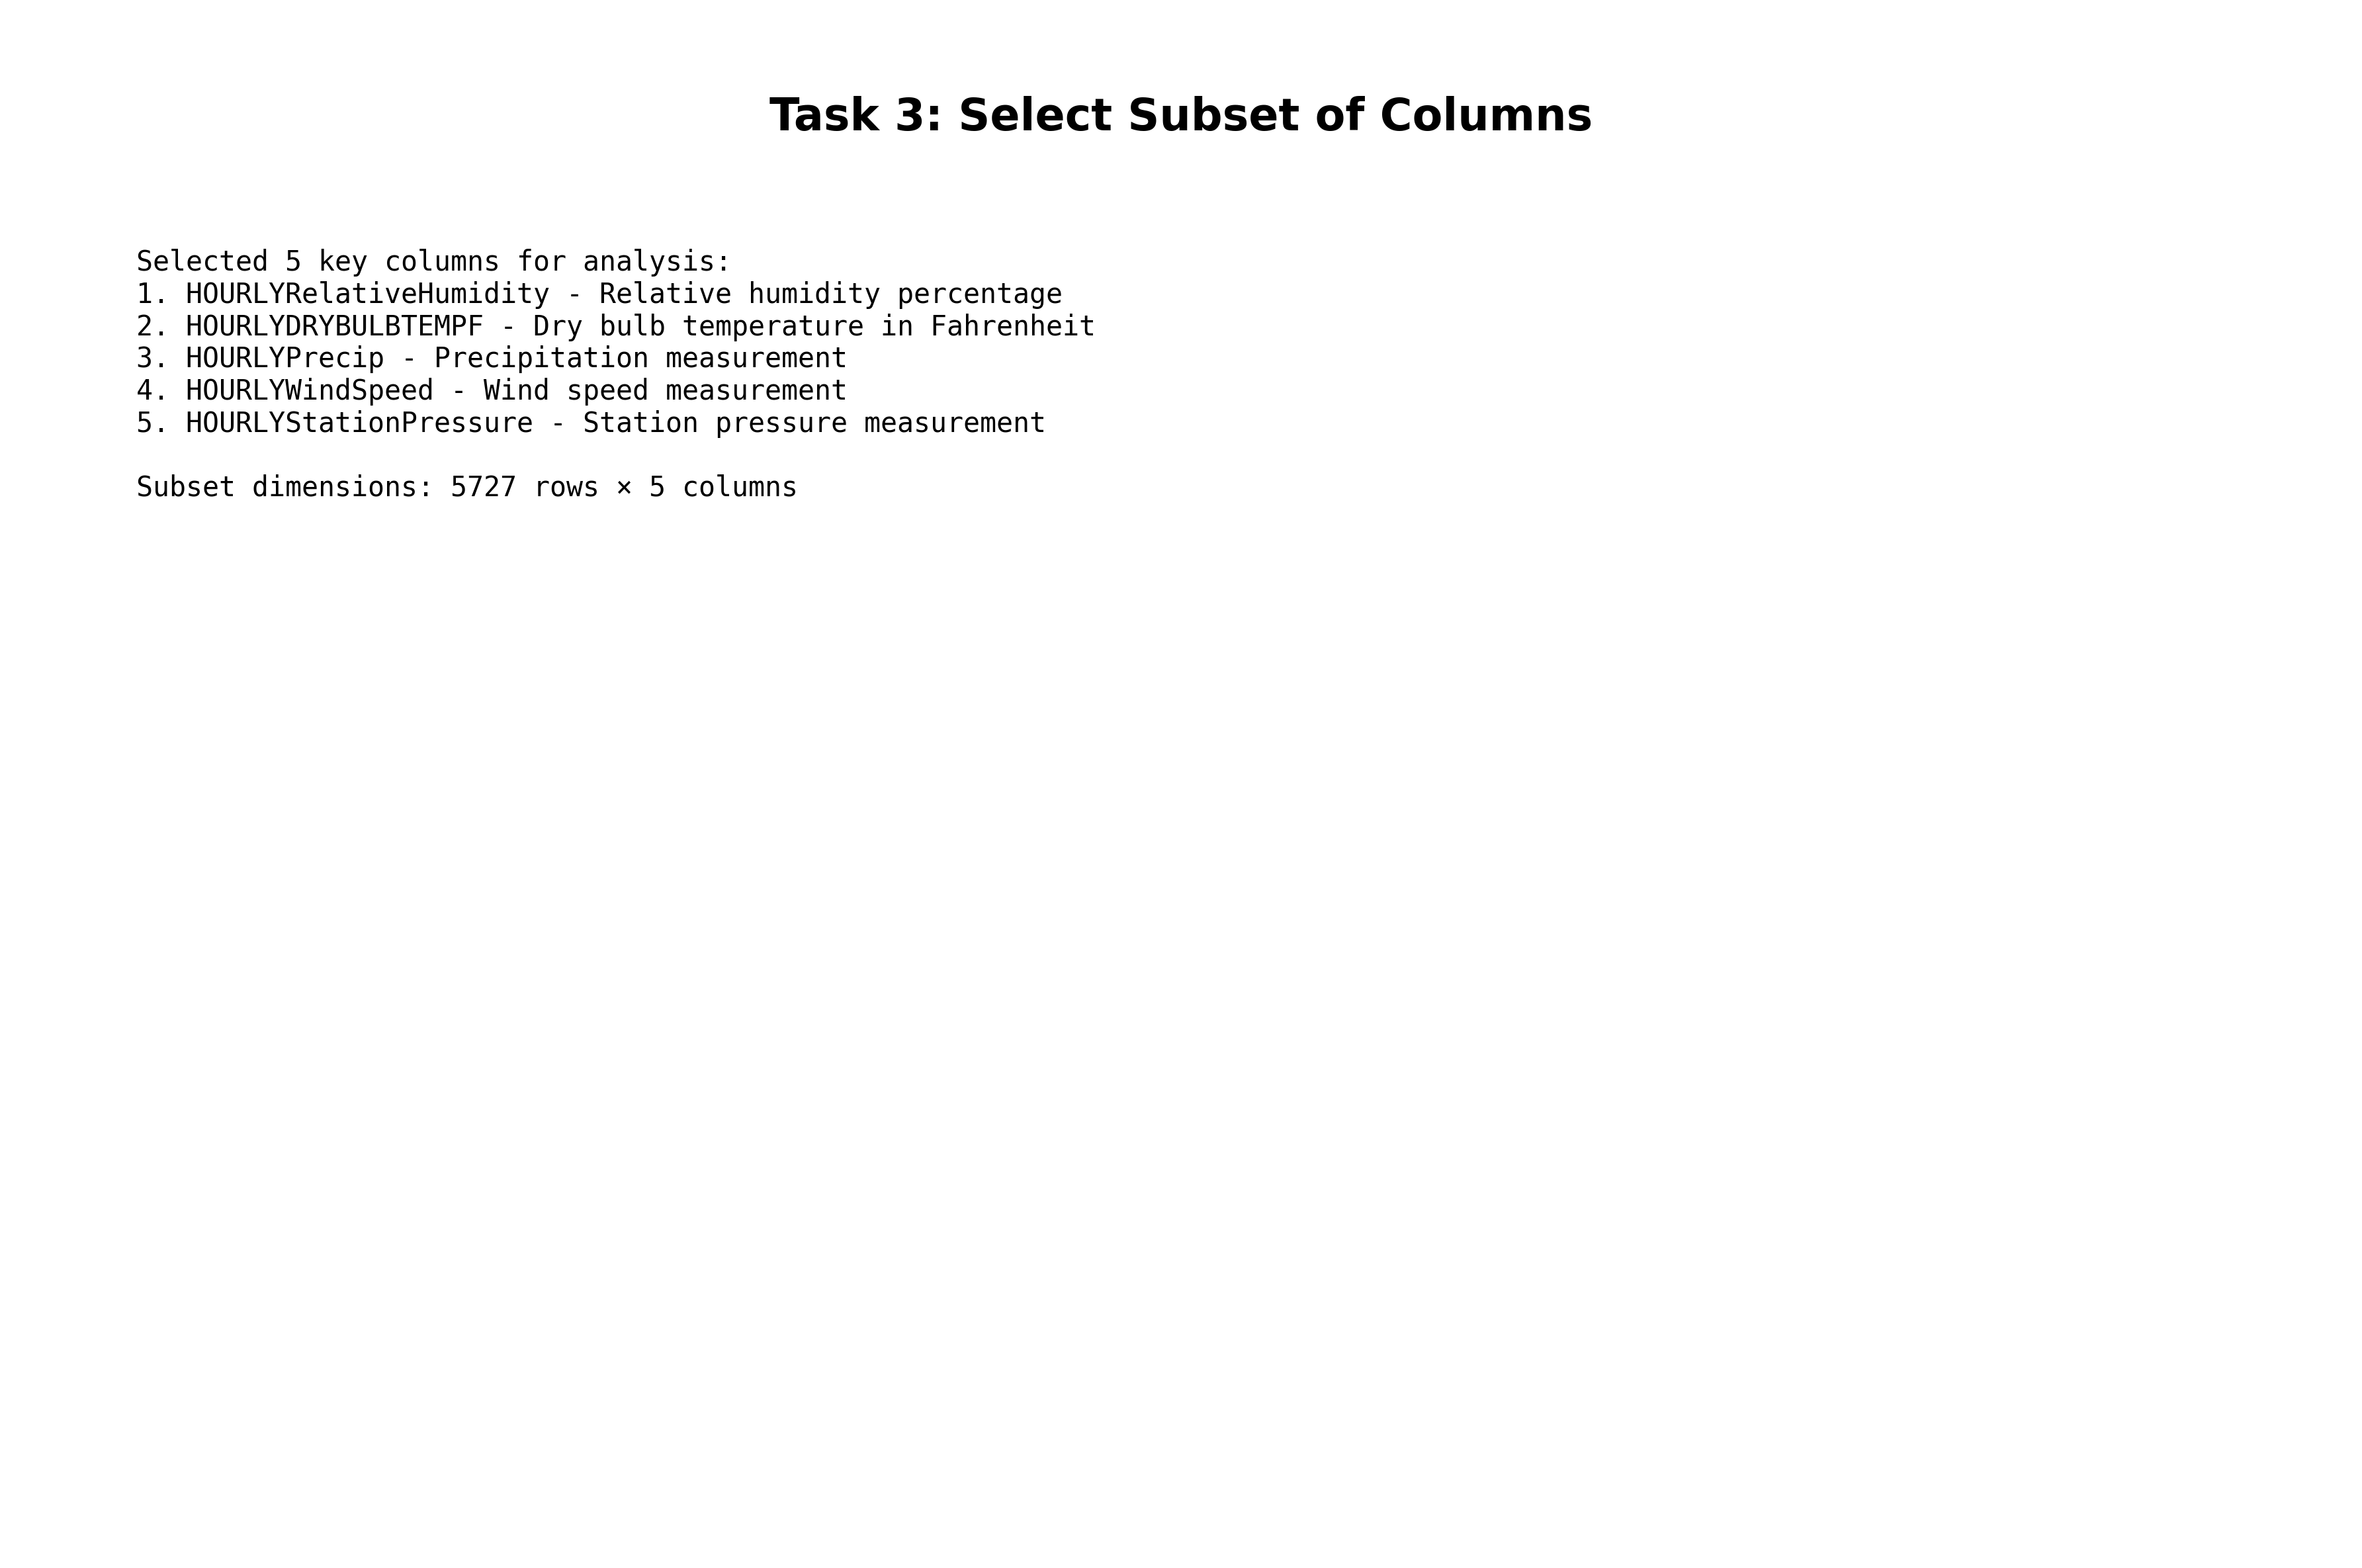 Task 3: Select Subset of Columns
Selected 5 key columns for analysis:
1. HOURLYRelativeHumidity - Relative humidity percentage
2. HOURLYDRYBULBTEMPF - Dry bulb temperature in Fahrenheit
3. HOURLYPrecip - Precipitation measurement
4. HOURLYWindSpeed - Wind speed measurement
5. HOURLYStationPressure - Station pressure measurement
Subset dimensions: 5727 rows × 5 columns